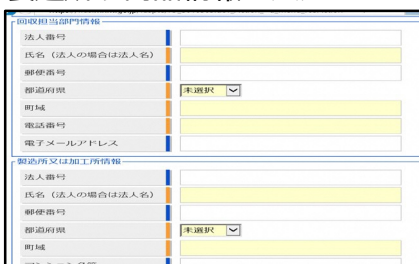 回収担当部門情報
法人番号
氏名（法人の場合は法人名）
郵便番号
都道府県 未選択
町域
電話番号
電子メールアドレス
製造所又は加工所情報
法人番号
氏名（法人の場合は法人名）
郵便番号
都道府県 未選択
町域